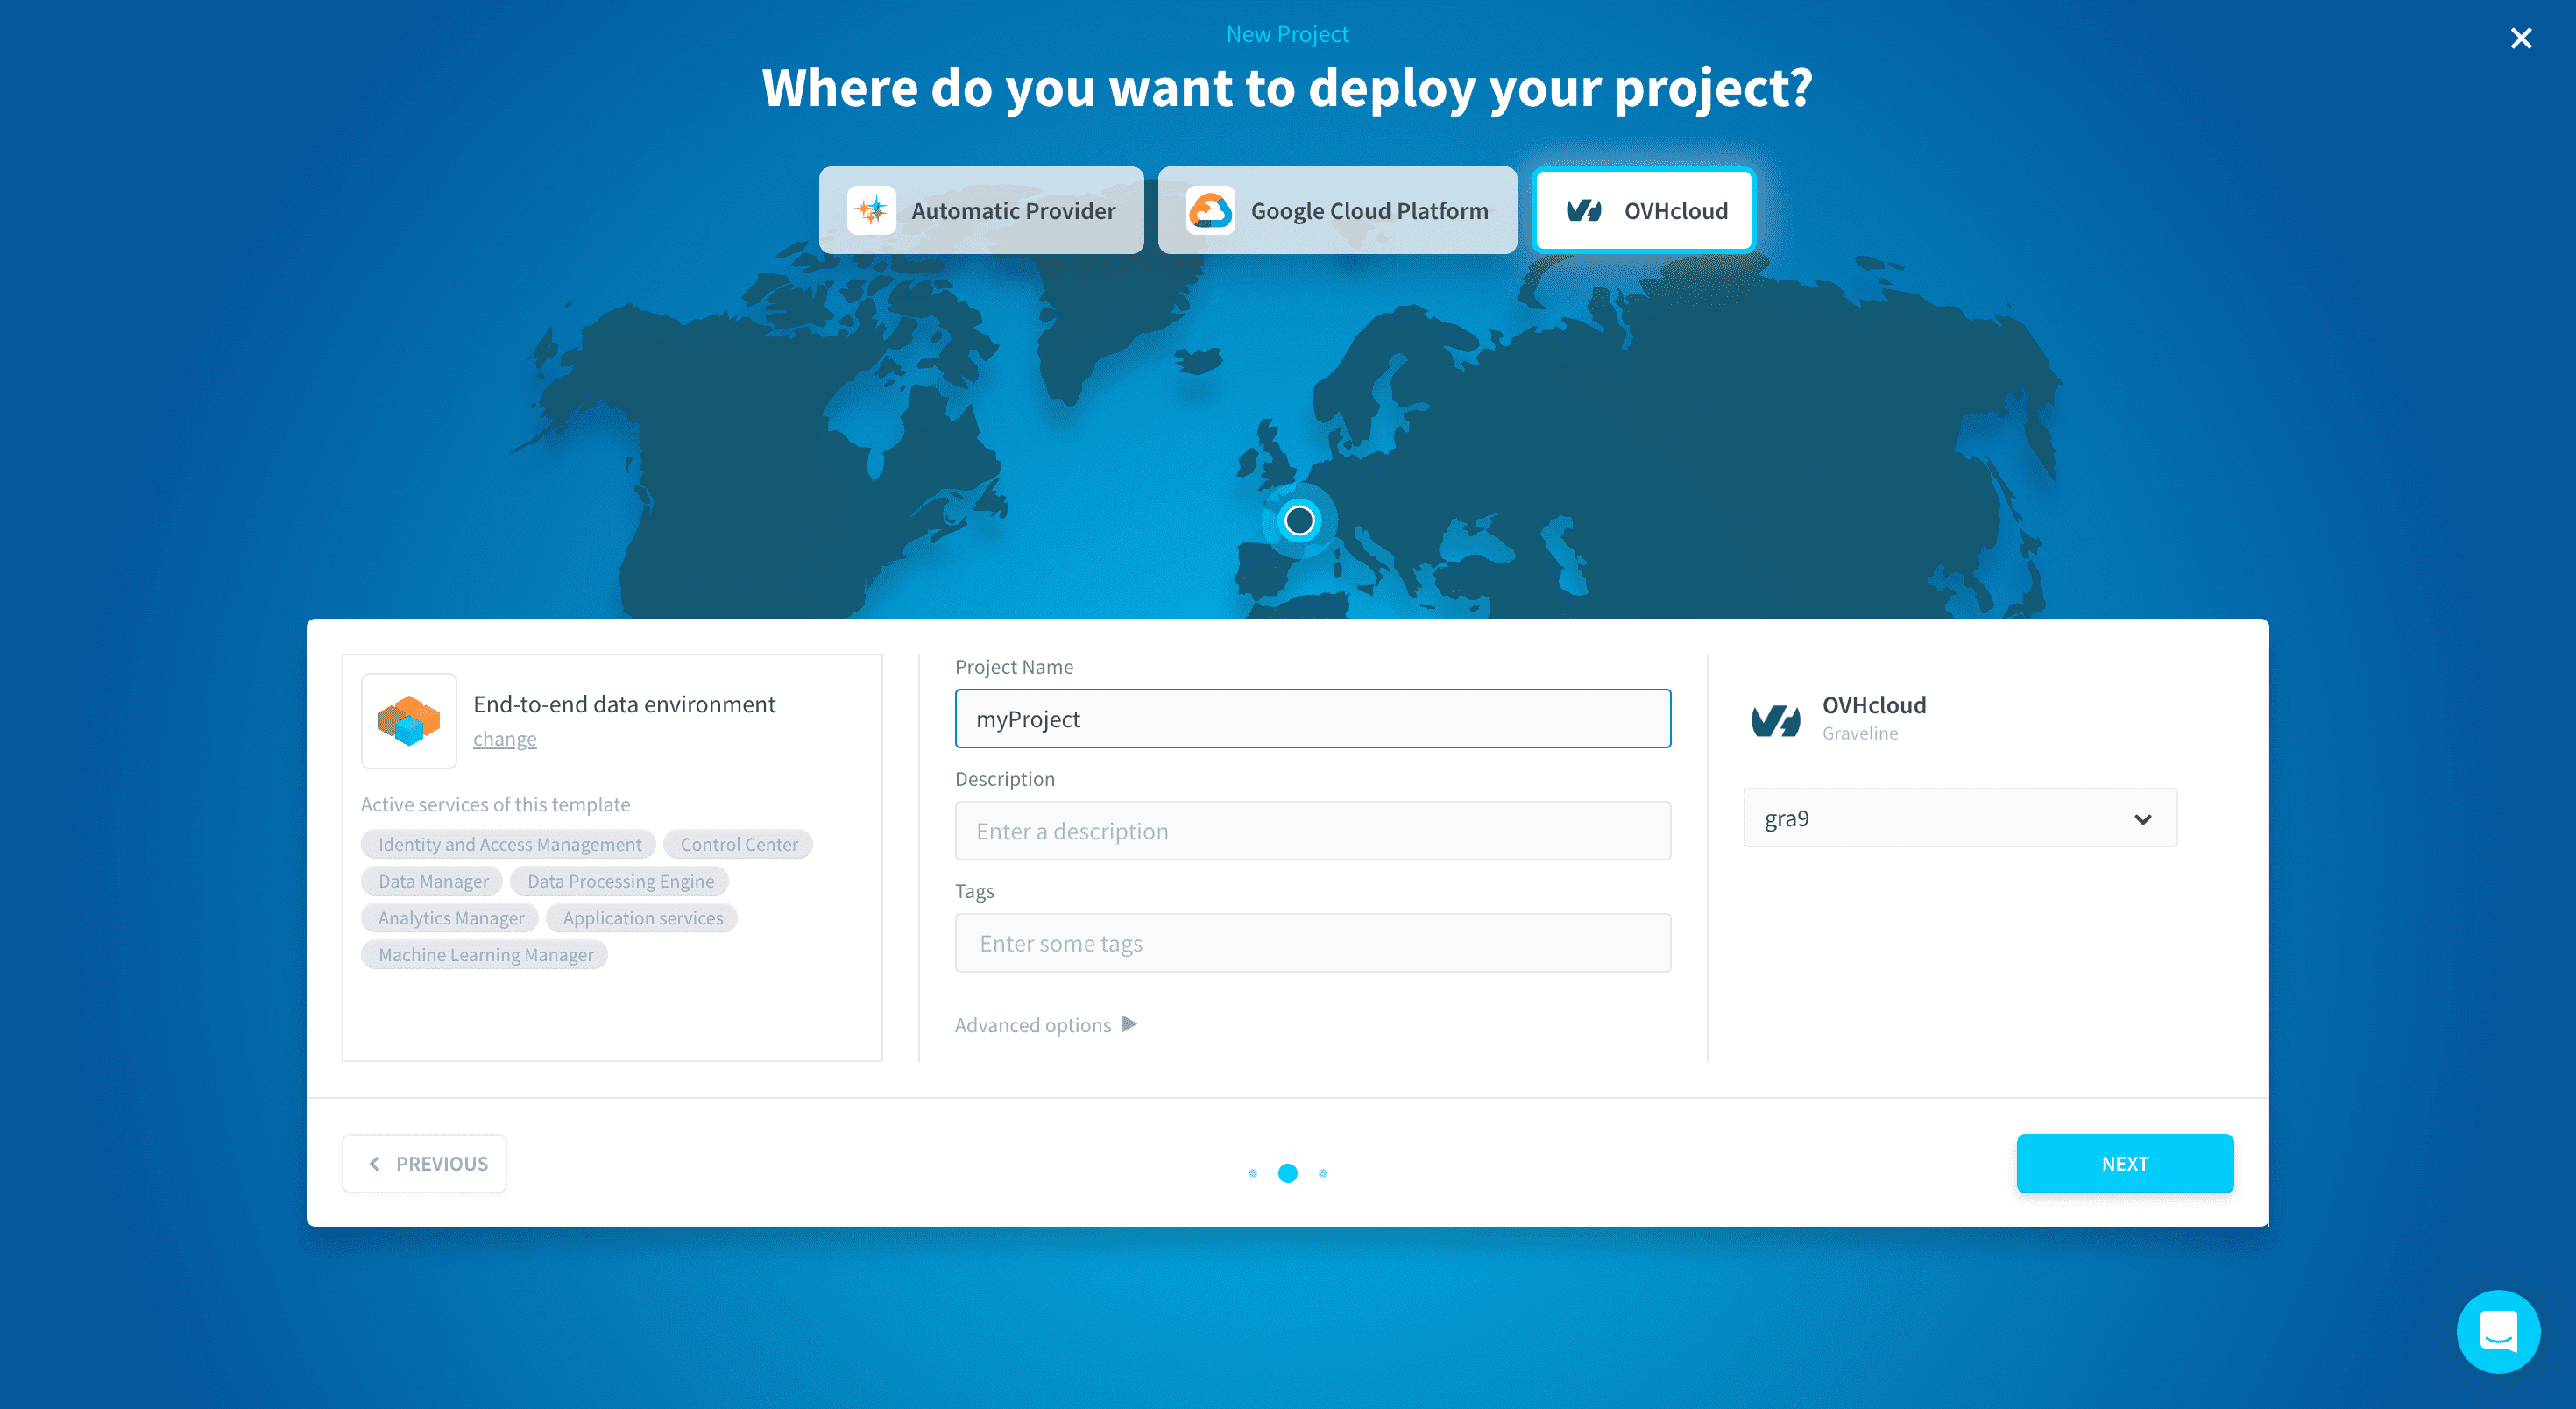 New Project
Where do you want to deploy your project?
Automatic Provider
Google Cloud Platform
OVHcloud
End-to-end data environment
change
Active services of this template
Identity and Access Management
Control Center
Data Manager
Data Processing Engine
Analytics Manager
Application services
Machine Learning Manager
Project Name
myProject
Description
Enter a description
Tags
Enter some tags
Advanced options
OVHcloud
Graveline
gra9
PREVIOUS
NEXT